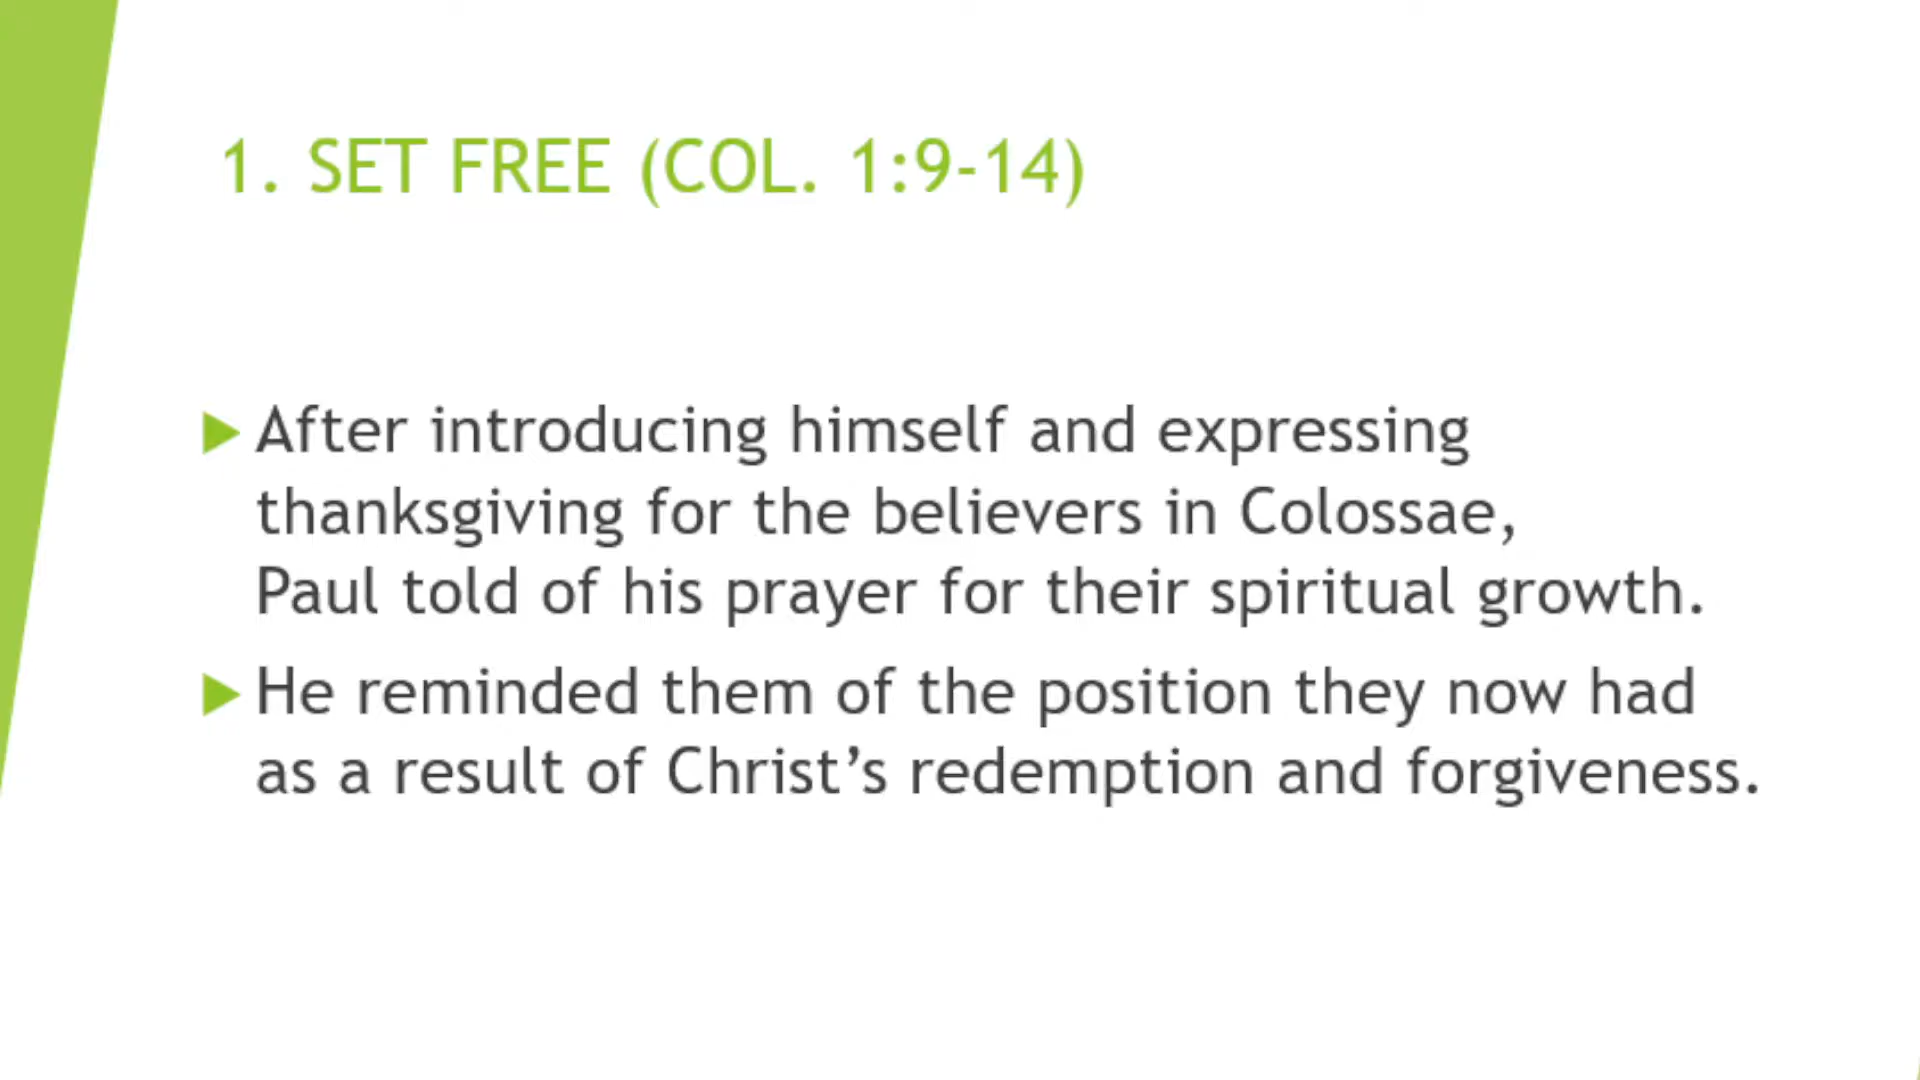 1. SET FREE (COL. 1:9-14)
After introducing himself and expressing
thanksgiving for the believers in Colossae,
Paul told of his prayer for their spiritual growth.
He reminded them of the position they now had
as a result of Christ’s redemption and forgiveness.